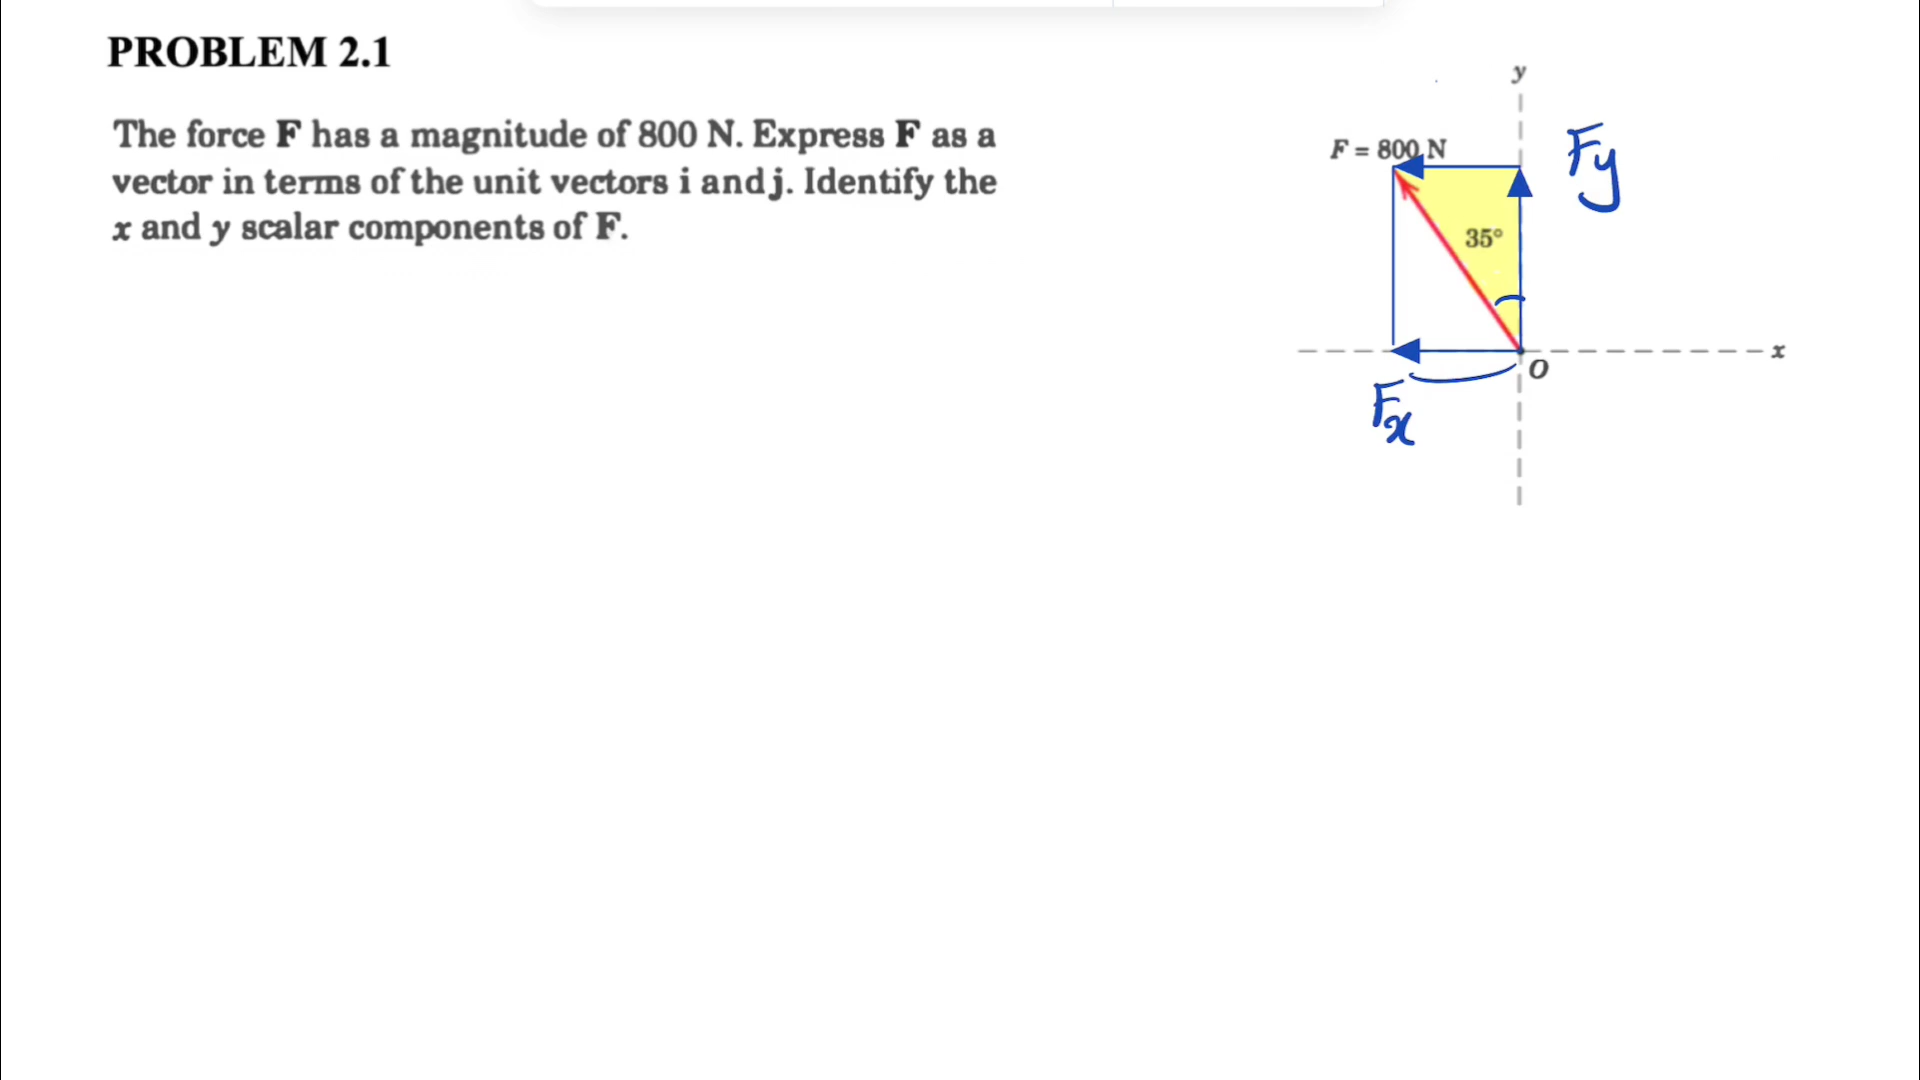 PROBLEM 2.1
The force F has a magnitude of 800 N. Express F as a
vector in terms of the unit vectors i and j. Identify the
x and y scalar components of F.
y
F = 800 N
Fy
35°
x
O
Fx